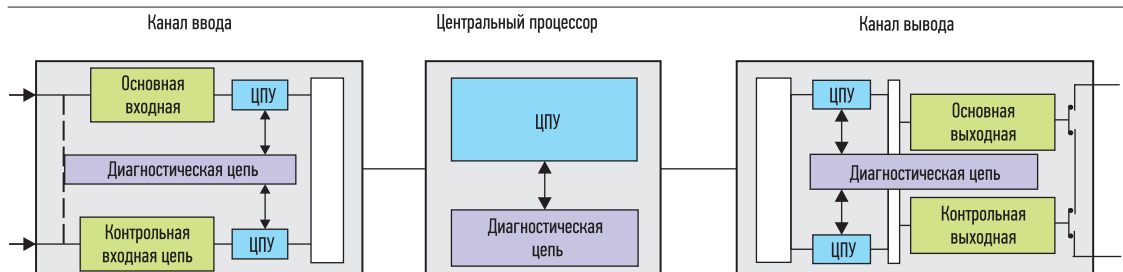 Канал ввода
Центральный процессор
Канал вывода
Основная
входная
ЦПУ
Диагностическая цепь
Контрольная
входная цепь
ЦПУ
ЦПУ
Диагностическая
цепь
ЦПУ
Основная
выходная
Диагностическая цепь
Контрольная
выходная
ЦПУ